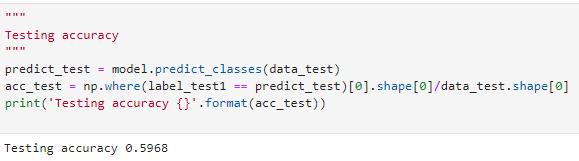 """
Testing accuracy
"""
predict_test = model.predict_classes(data_test)
acc_test = np.where(label_test1 == predict_test)[0].shape[0]/data_test.shape[0]
print('Testing accuracy {}'.format(acc_test))
Testing accuracy 0.5968